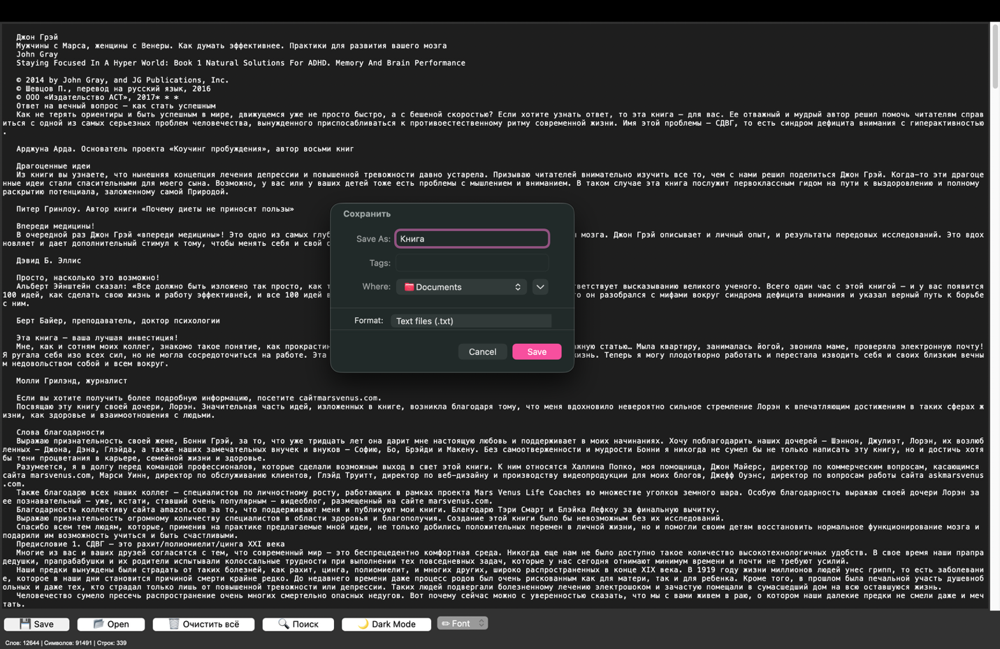 Джон Грэй
Мужчины с Марса, женщины с Венеры. Как думать эффективнее. Практики для развития вашего мозга
John Gray
Staying Focused In A Hyper World: Book 1 Natural Solutions For ADHD. Memory And Brain Performance
© 2014 by John Gray, and JG Publications, Inc.
© Шевцов П., перевод на русский язык, 2016
© ООО «Издательство АСТ», 2017* * *
Ответ на вечный вопрос — как стать успешным
Как не терять ориентиры и быть успешным в мире, движущемся уже не просто быстро, а с бешеной скоростью? Если хотите узнать ответ, то эта книга — для вас. Ее отважный и мудрый автор решил помочь читателям справ
иться с одной из самых серьезных проблем человечества, вынужденного приспосабливаться к противоестественному ритму современной жизни. Имя этой проблемы — СДВГ, то есть синдром дефицита внимания с гиперактивностью
.
Арджуна Арда. Основатель проекта «Коучинг пробуждения», автор восьми книг
Драгоценные идеи
Из книги вы узнаете, что нынешняя концепция лечения депрессии и повышенной тревожности давно устарела. Призываю читателей внимательно изучить все то, чем с нами решил поделиться Джон Грэй. Когда-то эти драгоце
нные идеи стали спасительными для моего сына. Возможно, у вас или у ваших детей тоже есть проблемы с мышлением и вниманием. В таком случае эта книга послужит первоклассным гидом на пути к выздоровлению и полному
раскрытию потенциала, заложенному самой Природой.
Питер Гринлоу. Автор книги «Почему диеты не приносят пользы»
Впереди медицины!
В очередной раз Джон Грэй «впереди медицины»! Это одно из самых глуб мозга. Джон Грэй описывает и личный опыт, и результаты передовых исследований. Это вдох
новляет и дает дополнительный стимул к тому, чтобы менять себя и свой с
Дэвид Б. Эллис
Просто, насколько это возможно!
Альберт Эйнштейн сказал: «Все должно быть изложено так просто, как т тветствует высказыванию великого ученого. Всего один час с этой книгой — и у вас появится
100 идей, как сделать свою жизнь и работу эффективней, и все 100 идей в го он разобрался с мифами вокруг синдрома дефицита внимания и указал верный путь к борьбе
с ним.
Берт Байер, преподаватель, доктор психологии
Эта книга — ваша лучшая инвестиция!
Мне, как и сотням моих коллег, знакомо такое понятие, как прокрастин жную статью… Мыла квартиру, занималась йогой, звонила маме, проверяла электронную почту!
Я ругала себя изо всех сил, но не могла сосредоточиться на работе. Эта изнь. Теперь я могу плодотворно работать и перестала изводить себя и своих близким вечны
м недовольством собой и всем вокруг.
Молли Грилэнд, журналист
Если вы хотите получить более подробную информацию, посетите сайтmarsvenus.com.
Посвящаю эту книгу своей дочери, Лорэн. Значительная часть идей, изложенных в книге, возникла благодаря тому, что меня вдохновило невероятно сильное стремление Лорэн к впечатляющим достижениям в таких сферах ж
изни, как здоровье и взаимоотношения с людьми.
Слова благодарности
Выражаю признательность своей жене, Бонни Грэй, за то, что уже тридцать лет она дарит мне настоящую любовь и поддерживает в моих начинаниях. Хочу поблагодарить наших дочерей — Шэннон, Джулиэт, Лорэн, их возлюб
ленных — Джона, Дэна, Глэйда, а также наших замечательных внучек и внуков — Софию, Бо, Брэйди и Макену. Без самоотверженности и мудрости Бонни я никогда не сумел бы не только написать эту книгу, но и достичь хотя
бы тени процветания в карьере, семейной жизни и здоровье.
Разумеется, я в долгу перед командой профессионалов, которые сделали возможным выход в свет этой книги. К ним относятся Халлина Попко, моя помощница, Джон Майерс, директор по коммерческим вопросам, касающимся
сайта marsvenus.com, Марси Уинн, директор по обслуживанию клиентов, Глэйд Труитт, директор по веб-дизайну и производству видеопродукции для моих блогов, Джефф Оуэнс, директор по вопросам работы сайта askmarsvenus
.com.
Также благодарю всех наших коллег — специалистов по личностному росту, работающих в рамках проекта Mars Venus Life Coaches во множестве уголков земного шара. Особую благодарность выражаю своей дочери Лорэн за
ее познавательный — уже, кстати, ставший очень популярным — видеоблог, размещенный на сайте marsvenus.com.
Благодарность коллективу сайта amazon.com за то, что поддерживают меня и публикуют мои книги. Благодарю Тэри Смарт и Блэйка Лефкоу за финальную вычитку.
Выражаю признательность огромному количеству специалистов в области здоровья и благополучия. Создание этой книги было бы невозможным без их исследований.
Спасибо всем тем людям, которые, применив на практике предлагаемые мной идеи, не только добились положительных перемен в личной жизни, но и помогли своим детям восстановить нормальное функционирование мозга и
подарили им возможность учиться и быть счастливыми.
Предисловие 1. СДВГ — это рахит/полиомиелит/цинга XXI века
Многие из вас и ваших друзей согласятся с тем, что современный мир — это беспрецедентно комфортная среда. Никогда еще нам не было доступно такое количество высокотехнологичных удобств. В свое время наши прапра
дедушки, прапрабабушки и их родители испытывали колоссальные трудности при выполнении тех повседневных задач, которые у нас сегодня отнимают минимум времени и почти не требуют усилий.
Наши предки вынуждены были страдать от таких болезней, как рахит, цинга, полиомиелит, и многих других, широко распространенных в конце XIX века. В 1919 году жизни миллионов людей унес грипп, то есть заболевани
е, которое в наши дни становится причиной смерти крайне редко. До недавнего времени даже процесс родов был очень рискованным как для матери, так и для ребенка. Кроме того, в прошлом была печальной участь душевноб
ольных и даже тех, кто страдал только лишь от повышенной тревожности или депрессии. Таких людей подвергали болезненному лечению электрошоком и зачастую помещали в сумасшедший дом на всю оставшуюся жизнь.
Человечество сумело пресечь распространение очень многих смертельно опасных недугов. Вот почему сейчас можно с уверенностью сказать, что мы с вами живем в раю, о котором наши далекие предки не смели даже и меч
тать.
Сохранить
Save As: Книга
Tags:
Where: Documents
Format: Text files (.txt)
Cancel Save
Save Open Очистить всё Поиск Dark Mode Font
Слов: 12644 | Символов: 91491 | Строк: 339